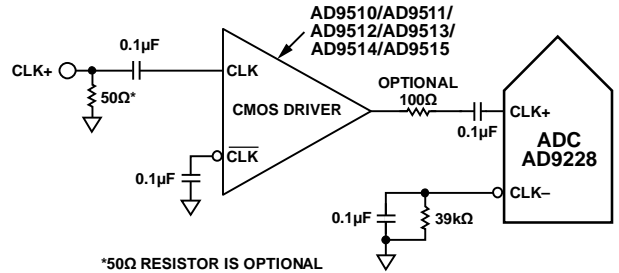 AD9510/AD9511/
AD9512/AD9513/
AD9514/AD9515
0.1µF
CLK+
50Ω*
CLK
CMOS DRIVER
CLK
0.1µF
OPTIONAL
100Ω
0.1µF
CLK+
ADC
AD9228
CLK–
0.1µF
39kΩ
*50Ω RESISTOR IS OPTIONAL